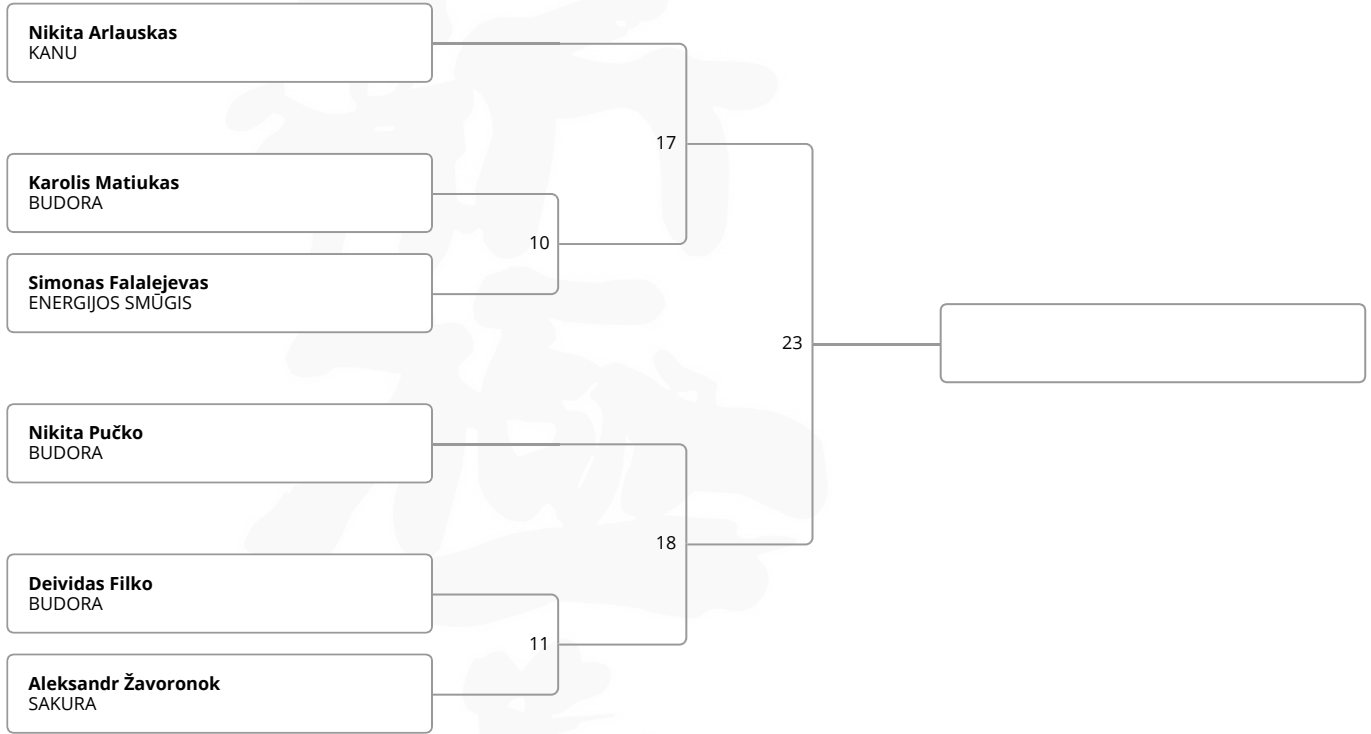 Nikita Arlauskas
KANU
17
Karolis Matiukas
BUDORA
10
Simonas Falalejevas
ENERGIJOS SMŪGIS
23
Nikita Pučko
BUDORA
18
Deividas Filko
BUDORA
11
Aleksandr Žavoronok
SAKURA